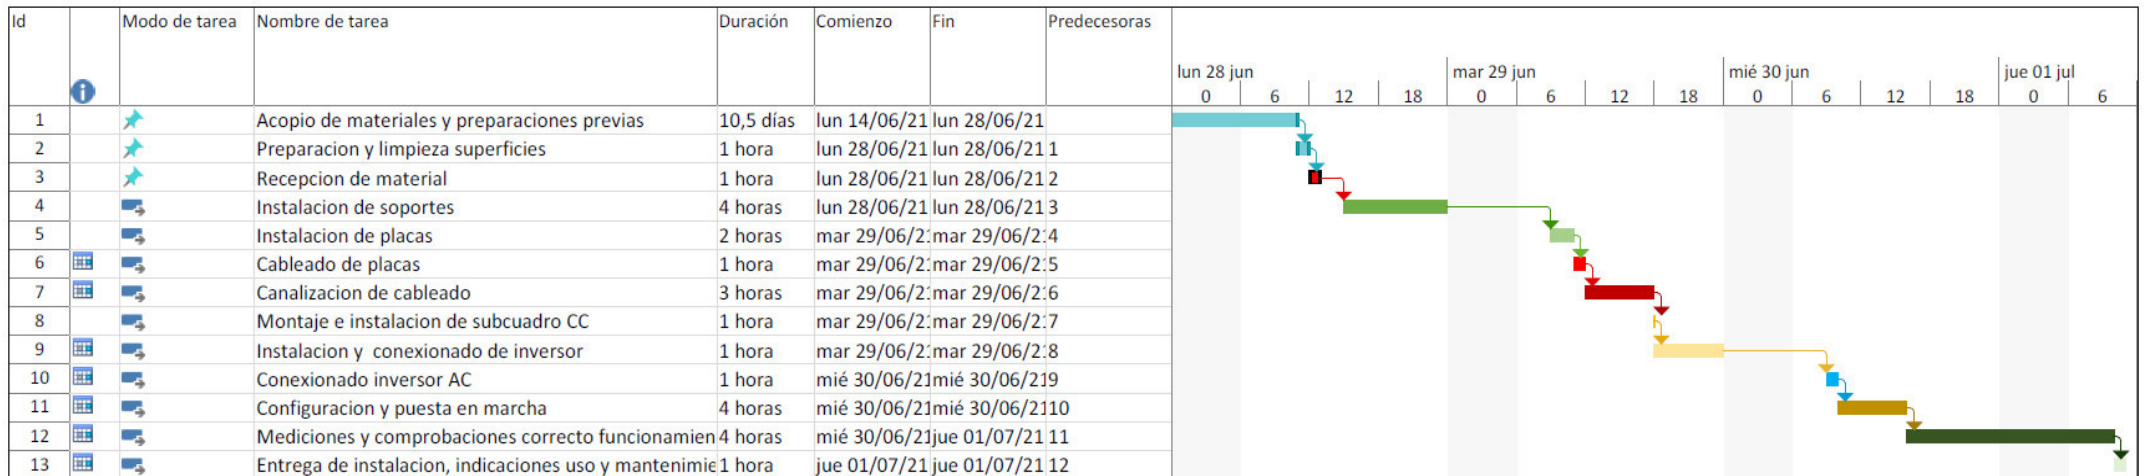 Id Modo de tarea Nombre de tarea Duración Comienzo Fin Predecesoras
lun 28 jun mar 29 jun mié 30 jun jue 01 jul
0 6 12 18 0 6 12 18 0 6 12 18 0 6
1 Acopio de materiales y preparaciones previas 10,5 días lun 14/06/21 lun 28/06/21
2 Preparacion y limpieza superficies 1 hora lun 28/06/21 lun 28/06/21 1
3 Recepcion de material 1 hora lun 28/06/21 lun 28/06/21 2
4 Instalacion de soportes 4 horas lun 28/06/21 lun 28/06/21 3
5 Instalacion de placas 2 horas mar 29/06/2 mar 29/06/2 4
6 Cableado de placas 1 hora mar 29/06/2 mar 29/06/2 5
7 Canalizacion de cableado 3 horas mar 29/06/2 mar 29/06/2 6
8 Montaje e instalacion de subcuadro CC 1 hora mar 29/06/2 mar 29/06/2 7
9 Instalacion y conexionado de inversor 1 hora mar 29/06/2 mar 29/06/2 8
10 Conexionado inversor AC 1 hora mié 30/06/21 mié 30/06/21 9
11 Configuracion y puesta en marcha 4 horas mié 30/06/21 mié 30/06/21 10
12 Mediciones y comprobaciones correcto funcionamien 4 horas mié 30/06/21 jue 01/07/21 11
13 Entrega de instalacion, indicaciones uso y mantenimie 1 hora jue 01/07/21 jue 01/07/21 12